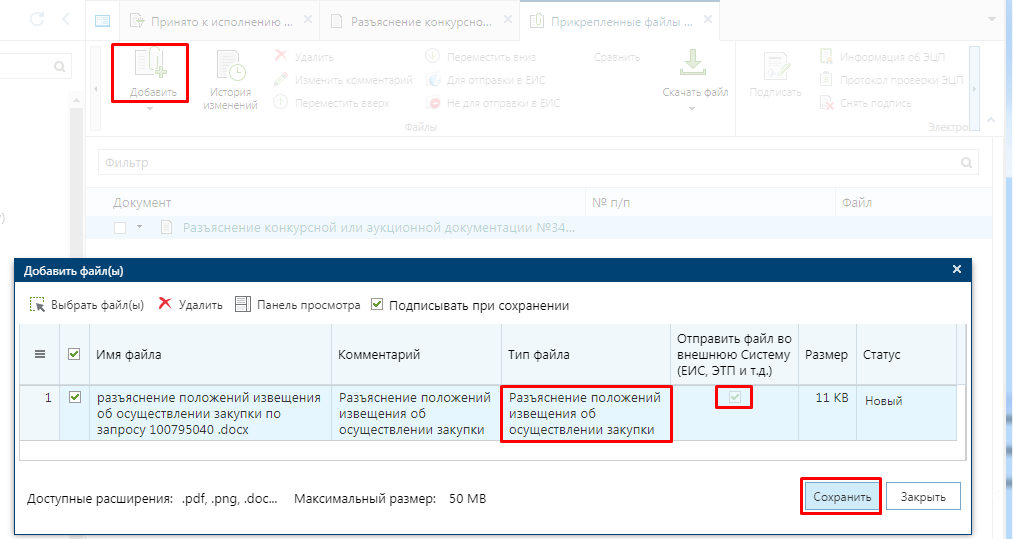 Принято к исполнению ...
Разъяснение конкурсно...
Прикрепленные файлы ...
Добавить
История
изменений
Удалить
Изменить комментарий
Переместить вверх
Переместить вниз
Для отправки в ЕИС
Не для отправки в ЕИС
Сравнить
Скачать файл
Подписать
Информация об ЭЦП
Протокол проверки ЭЦП
Снять подпись
Файлы
Электро
Фильтр
Документ
№ п/п
Файл
)
Разъяснение конкурсной или аукционной документации №34...
Добавить файл(ы)
Выбрать файл(ы)
Удалить
Панель просмотра
Подписывать при сохранении
Имя файла
Комментарий
Тип файла
Отправить файл во
внешнюю Систему
(ЕИС, ЭТП и т.д.)
Размер
Статус
1
разъяснение положений извещения
об осуществлении закупки по
запросу 100795040 .docx
Разъяснение положений
извещения об
осуществлении закупки
Разъяснение положений
извещения об
осуществлении закупки
11 KB
Новый
Доступные расширения: .pdf, .png, .doc...
Максимальный размер: 50 MB
Сохранить
Закрыть